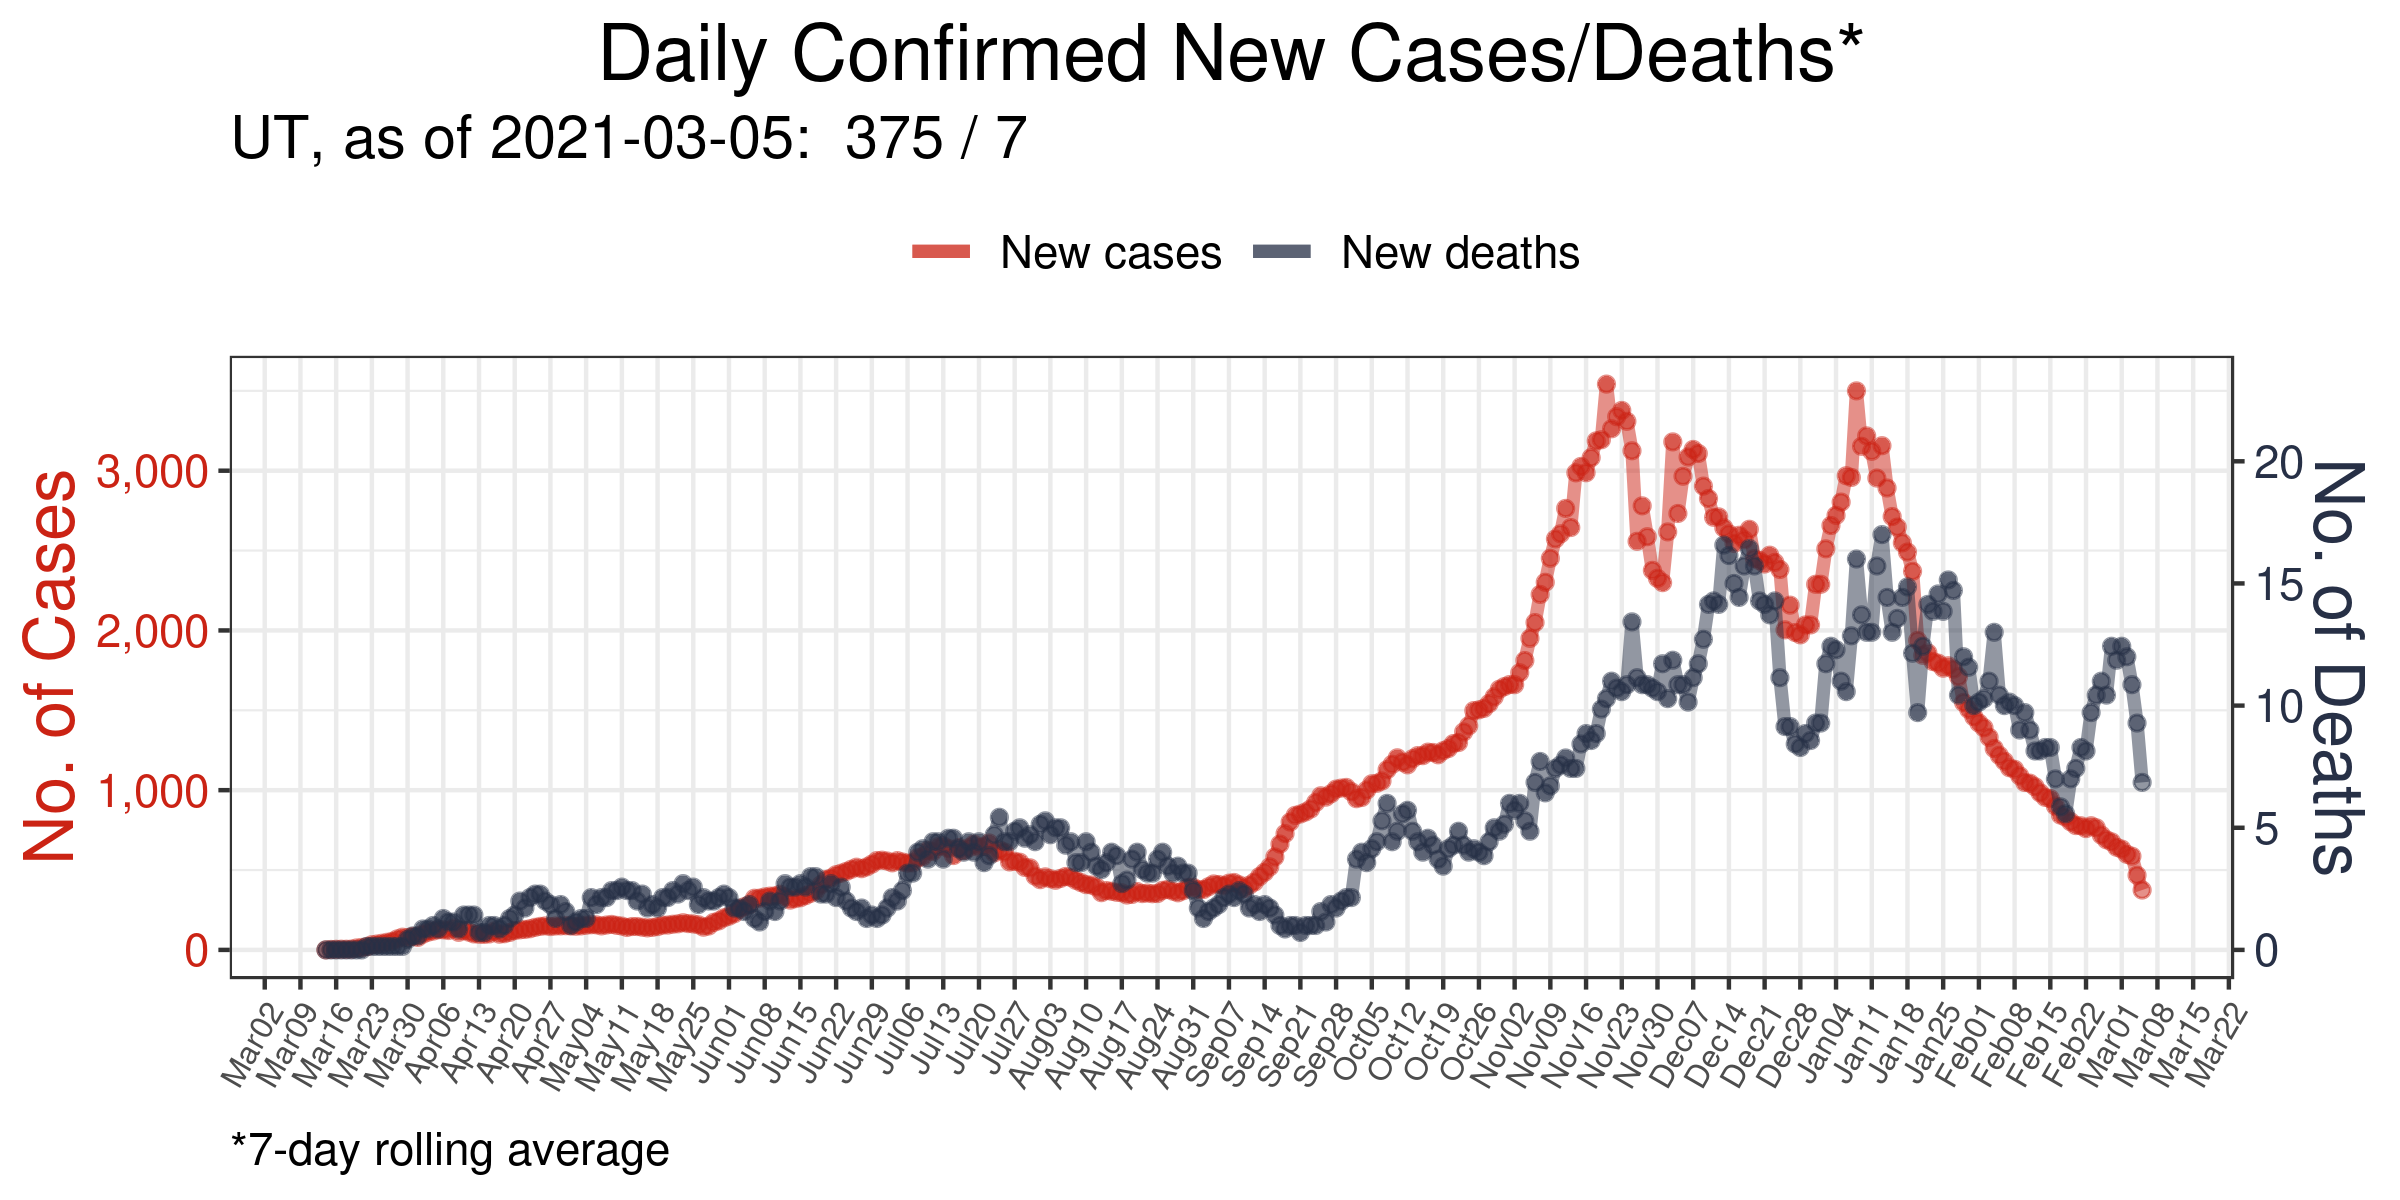 Daily Confirmed New Cases/Deaths*
UT, as of 2021-03-05:  375 / 7
New cases
New deaths
No. of Cases
3,000
2,000
1,000
0
20
15
10
5
0
No. of Deaths
Mar02
Mar09
Mar16
Mar23
Mar30
Apr06
Apr13
Apr20
Apr27
May04
May11
May18
May25
Jun01
Jun08
Jun15
Jun22
Jun29
Jul06
Jul13
Jul20
Jul27
Aug03
Aug10
Aug17
Aug24
Aug31
Sep07
Sep14
Sep21
Sep28
Oct05
Oct12
Oct19
Oct26
Nov02
Nov09
Nov16
Nov23
Nov30
Dec07
Dec14
Dec21
Dec28
Jan04
Jan11
Jan18
Jan25
Feb01
Feb08
Feb15
Feb22
Mar01
Mar08
Mar15
Mar22
*7-day rolling average